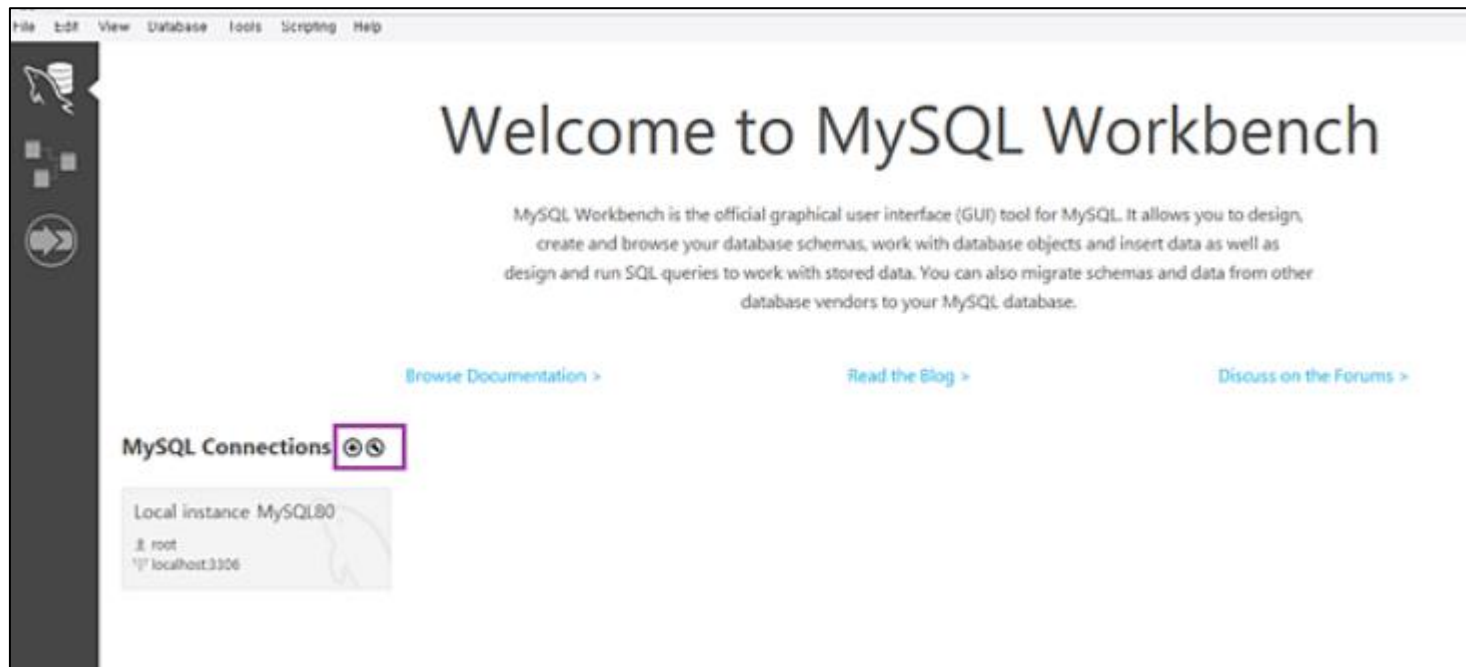 File Edit View Database Tools Scripting Help
Welcome to MySQL Workbench
MySQL Workbench is the official graphical user interface (GUI) tool for MySQL. It allows you to design,
create and browse your database schemas, work with database objects and insert data as well as
design and run SQL queries to work with stored data. You can also migrate schemas and data from other
database vendors to your MySQL database.
Browse Documentation > Read the Blog > Discuss on the Forums >
MySQL Connections
Local instance MySQL80
root
localhost:3306